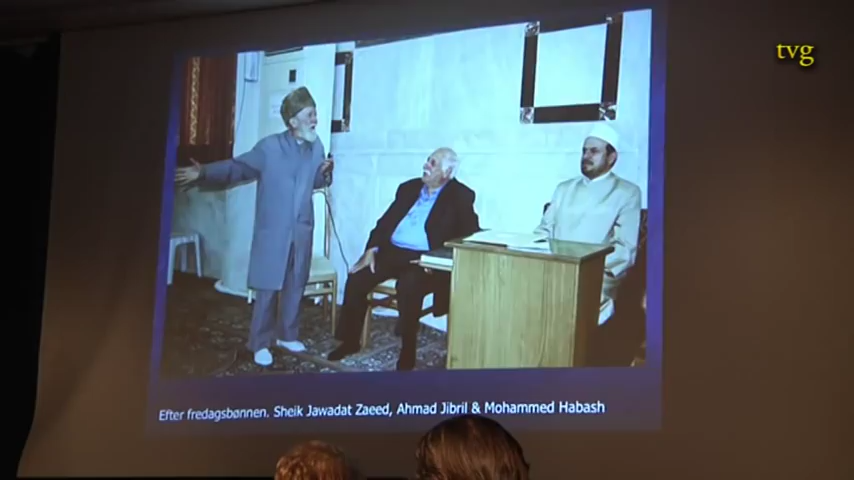 tvg
Efter fredagsbønnen. Sheik Jawadat Zaeed, Ahmad Jibril & Mohammed Habash